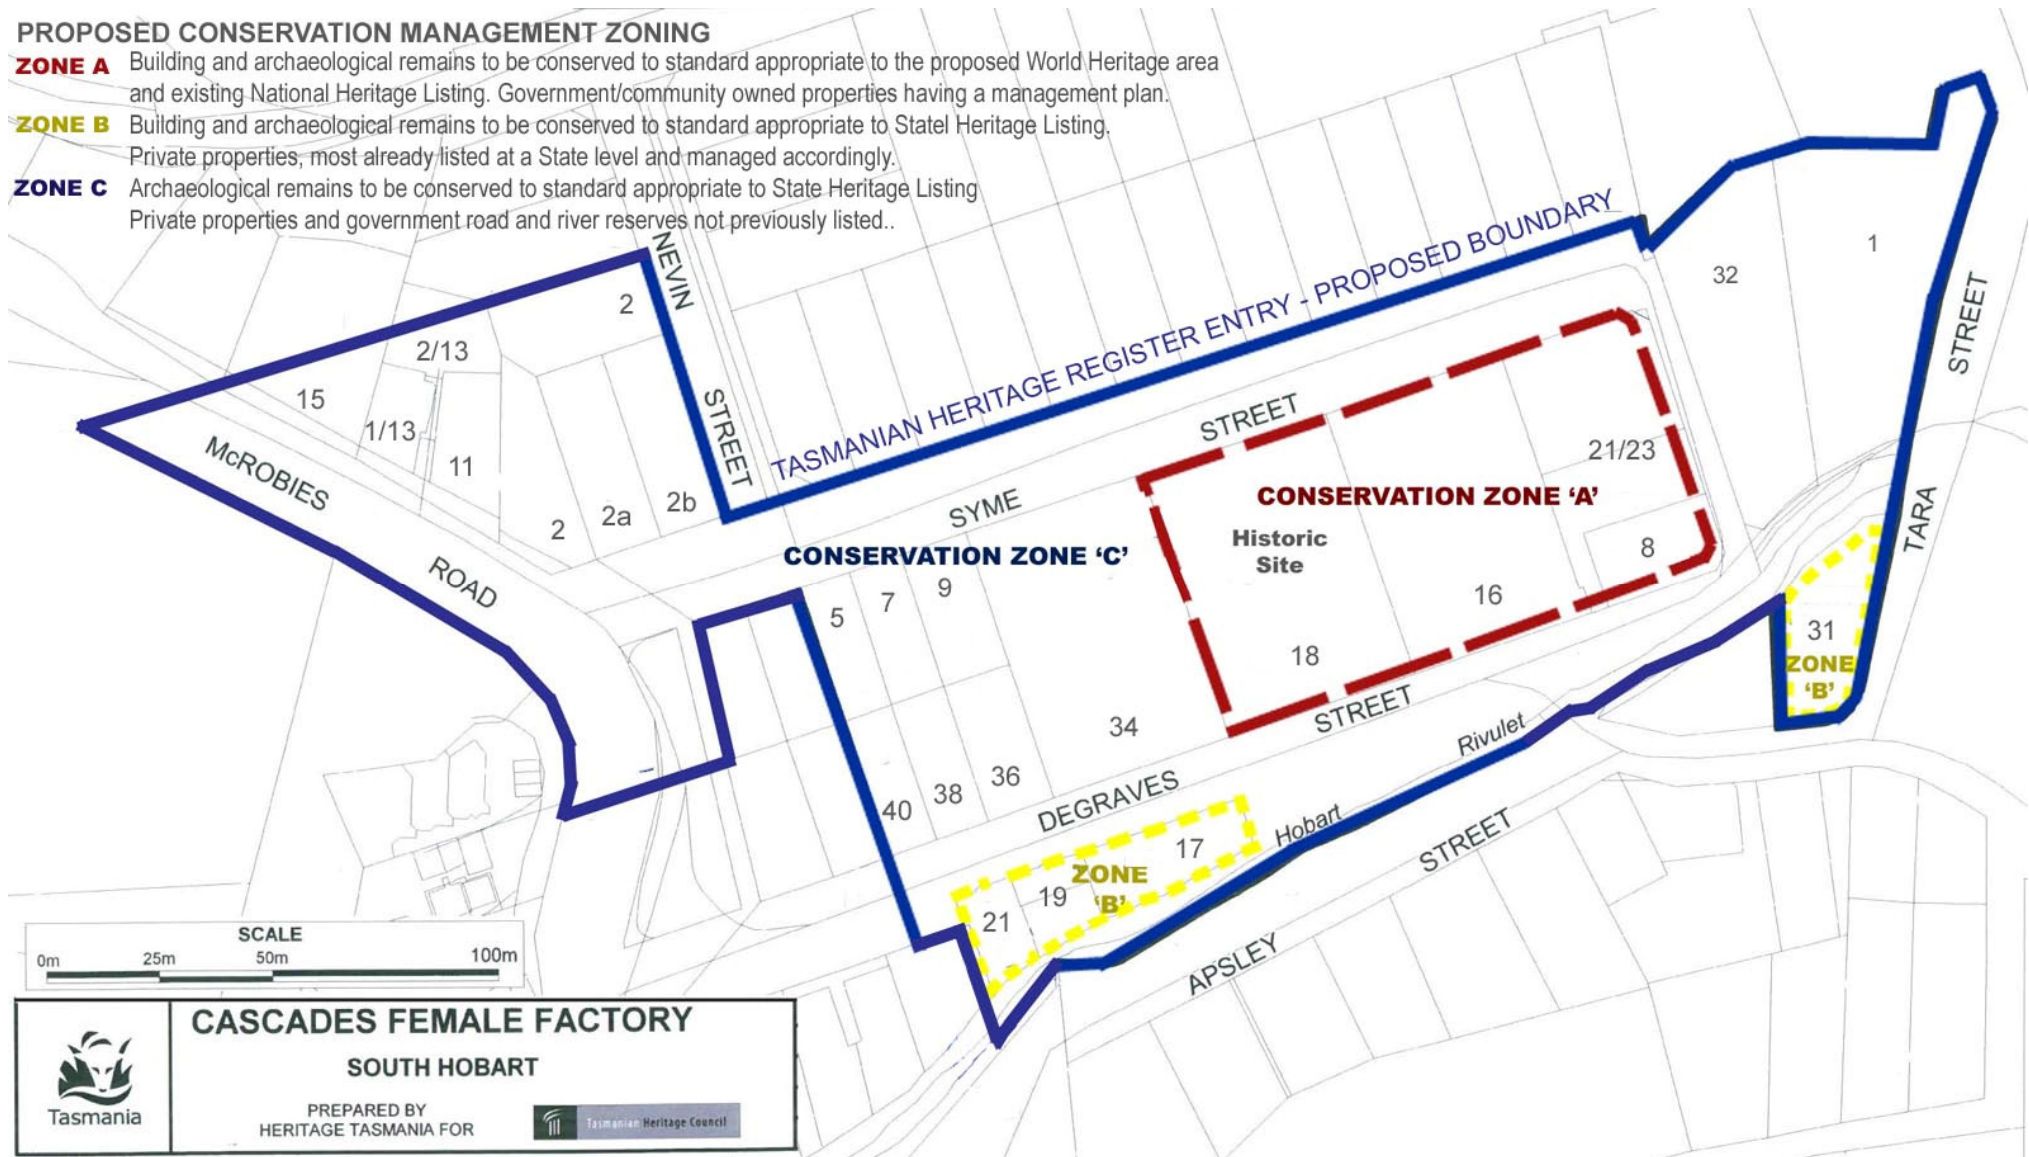 PROPOSED CONSERVATION MANAGEMENT ZONING
ZONE A Building and archaeological remains to be conserved to standard appropriate to the proposed World Heritage area
and existing National Heritage Listing. Government/community owned properties having a management plan.
ZONE B Building and archaeological remains to be conserved to standard appropriate to Statel Heritage Listing.
Private properties, most already listed at a State level and managed accordingly.
ZONE C Archaeological remains to be conserved to standard appropriate to State Heritage Listing
Private properties and government road and river reserves not previously listed..
NEVIN
STREET
TASMANIAN HERITAGE REGISTER ENTRY - PROPOSED BOUNDARY
1
32
2
2/13
15
1/13
11
McROBIES
ROAD
2
2a
2b
SYME
STREET
TARA
STREET
21/23
CONSERVATION ZONE ‘A’
Historic
Site
8
16
18
CONSERVATION ZONE ‘C’
5
7
9
34
36
38
40
DEGRAVES
STREET
31
ZONE
‘B’
Hobart
Rivulet
17
ZONE
‘B’
19
21
APSLEY
STREET
SCALE
0m 25m 50m 100m
CASCADES FEMALE FACTORY
SOUTH HOBART
PREPARED BY
HERITAGE TASMANIA FOR
Tasmanian Heritage Council
Tasmania